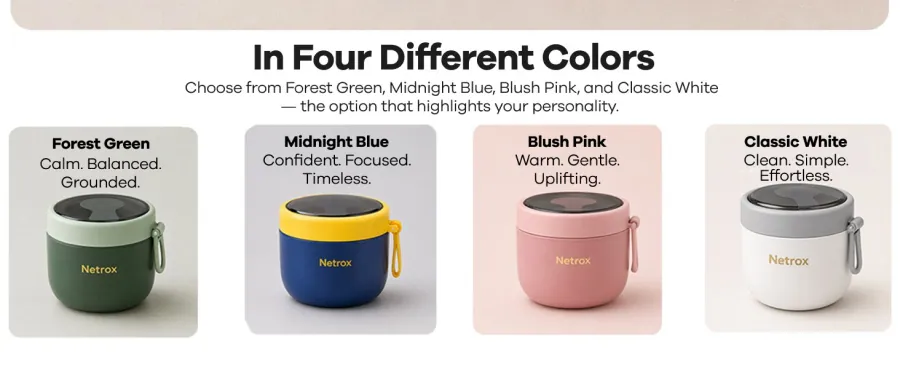 In Four Different Colors
Choose from Forest Green, Midnight Blue, Blush Pink, and Classic White
— the option that highlights your personality.
Forest Green
Calm. Balanced.
Grounded.
Netrox
Midnight Blue
Confident. Focused.
Timeless.
Netrox
Blush Pink
Warm. Gentle.
Uplifting.
Netrox
Classic White
Clean. Simple.
Effortless.
Netrox